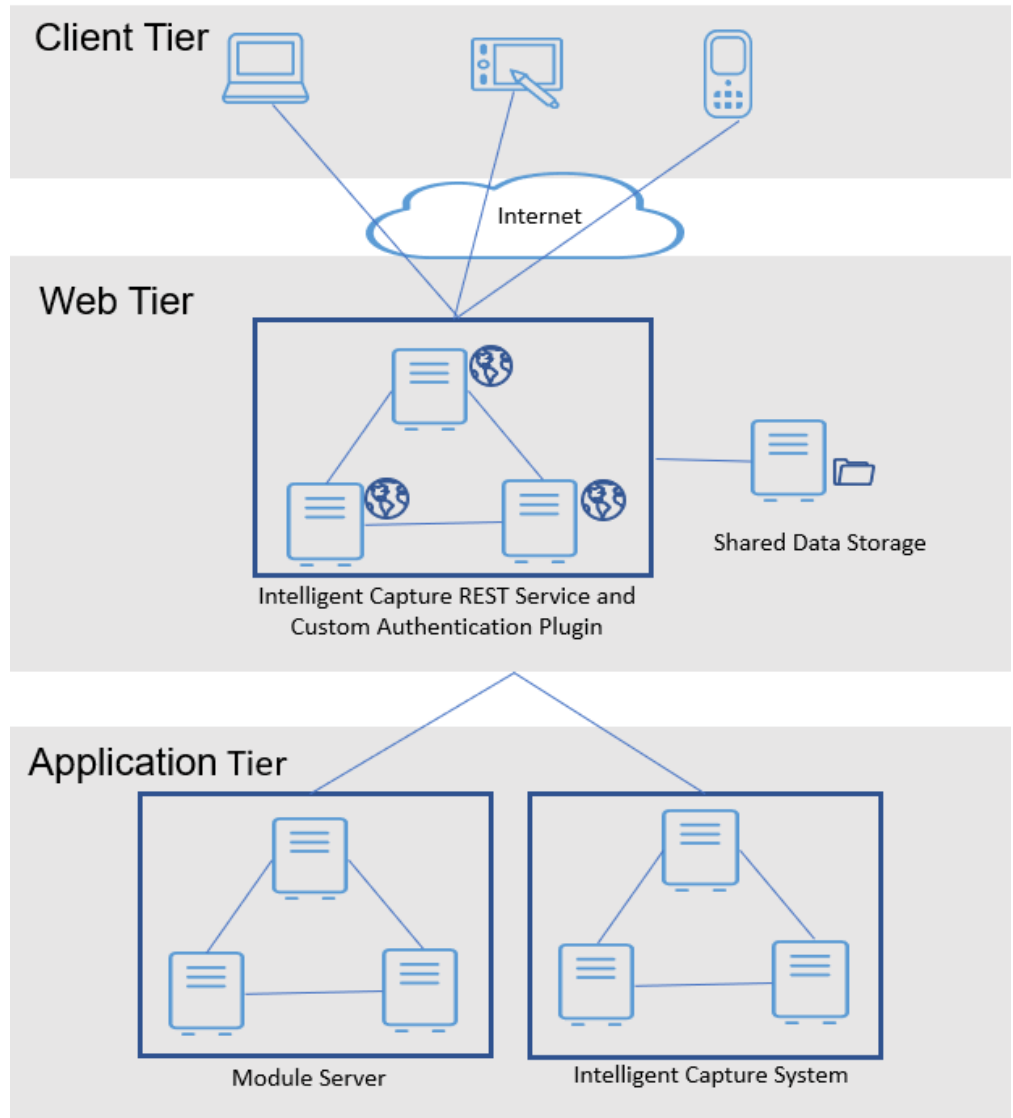 Client Tier
Internet
Web Tier
Shared Data Storage
Intelligent Capture REST Service and
Custom Authentication Plugin
Application Tier
Module Server
Intelligent Capture System